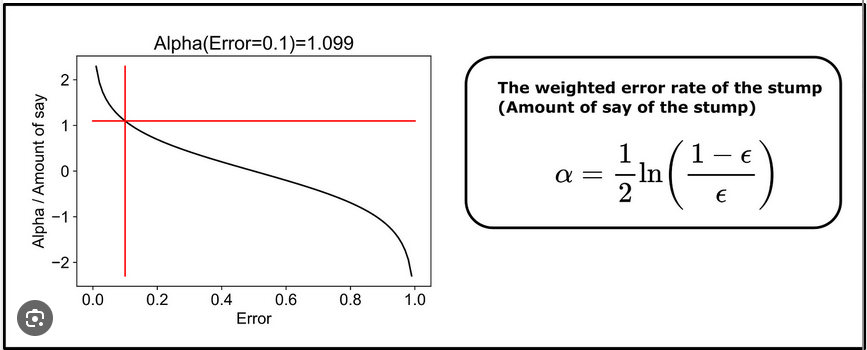 Alpha(Error=0.1)=1.099
Alpha / Amount of say
2
1
0
−1
−2
0.0 0.2 0.4 0.6 0.8 1.0
Error
The weighted error rate of the stump
(Amount of say of the stump)
α = 1/2 ln((1 − ϵ)/ϵ)